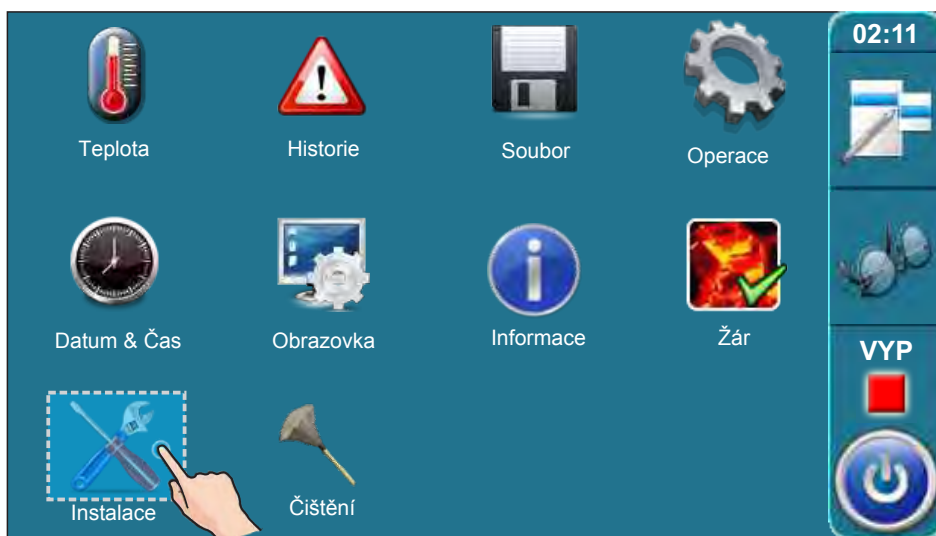 02:11
Teplota
Historie
Soubor
Operace
Datum & Čas
Obrazovka
Informace
Žár
VYP
Instalace
Čištění